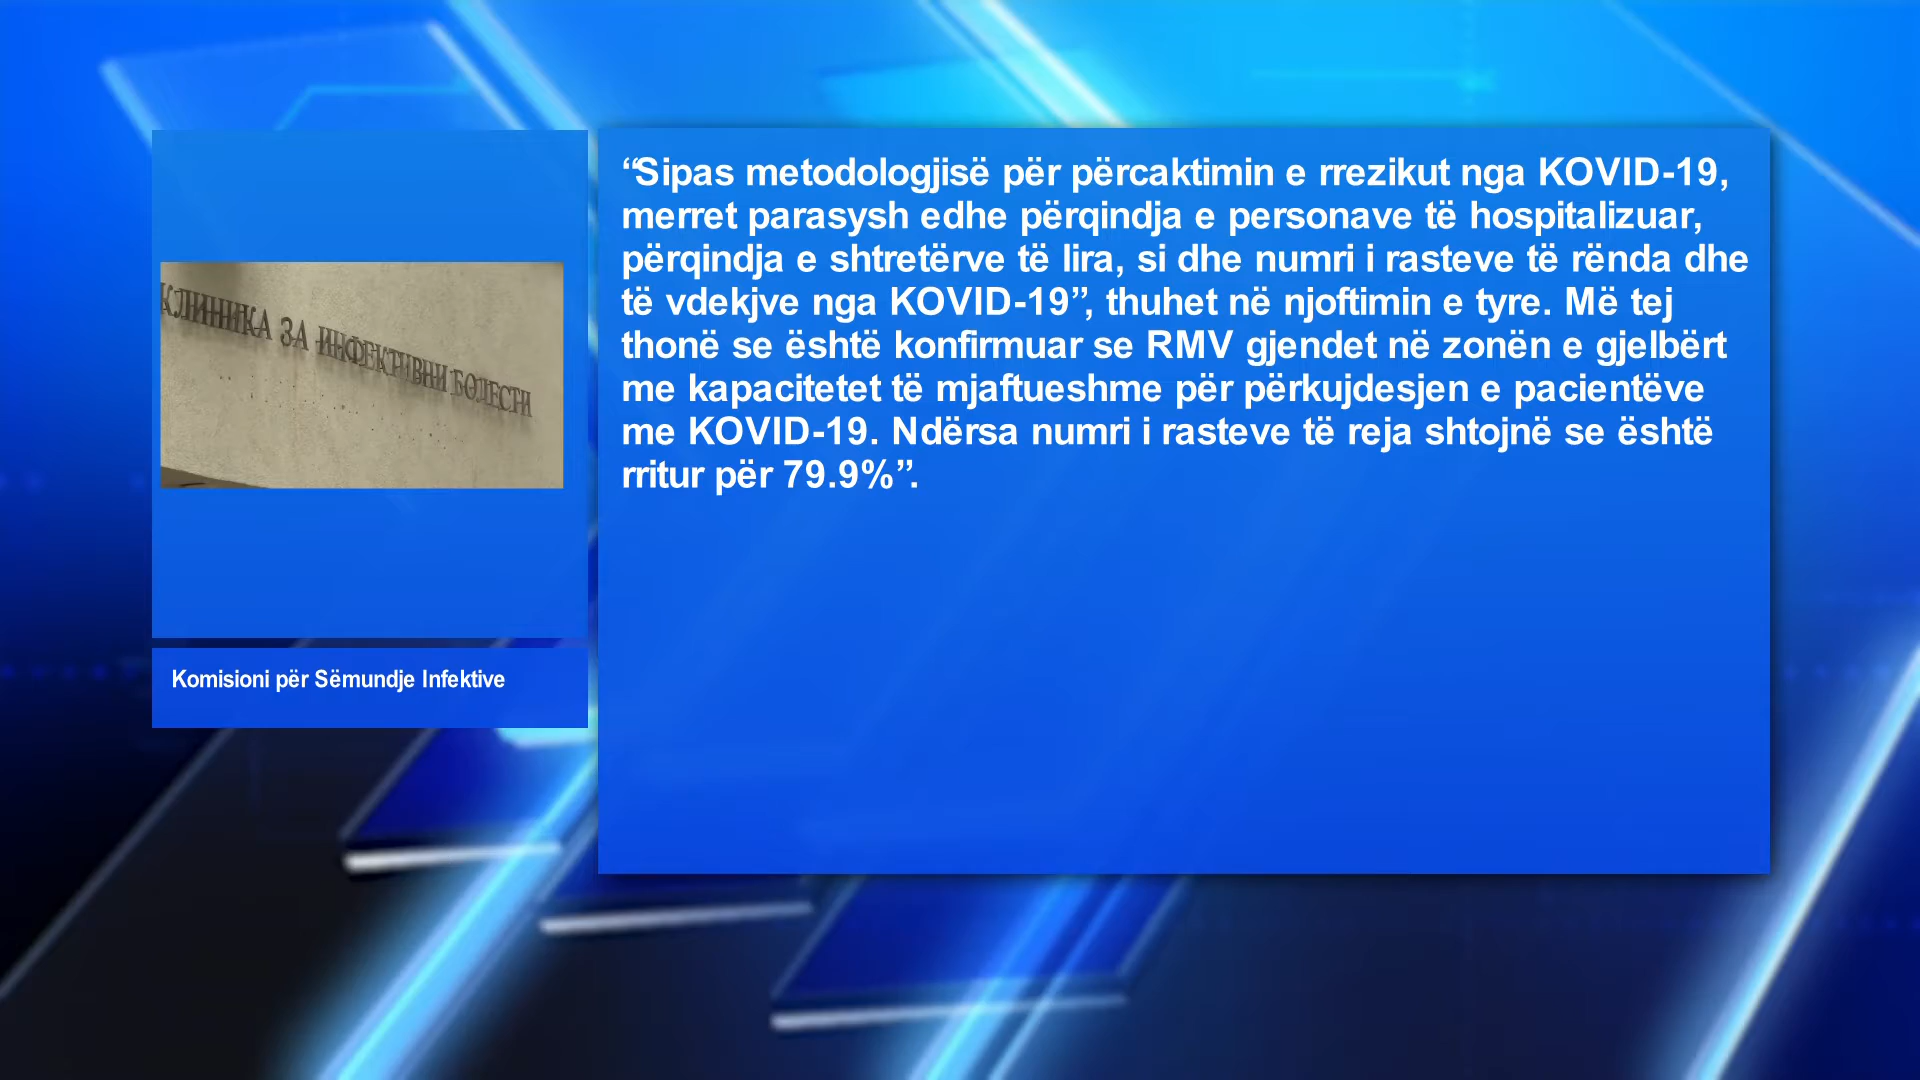 КЛИНИКА ЗА ИНФЕКТИВНИ БОЛЕСТИ
Komisioni për Sëmundje Infektive
“Sipas metodologjisë për përcaktimin e rrezikut nga KOVID-19,
merret parasysh edhe përqindja e personave të hospitalizuar,
përqindja e shtretërve të lira, si dhe numri i rasteve të rënda dhe
të vdekjve nga KOVID-19”, thuhet në njoftimin e tyre. Më tej
thonë se është konfirmuar se RMV gjendet në zonën e gjelbërt
me kapacitetet të mjaftueshme për përkujdesjen e pacientëve
me KOVID-19. Ndërsa numri i rasteve të reja shtojnë se është
rritur për 79.9%”.